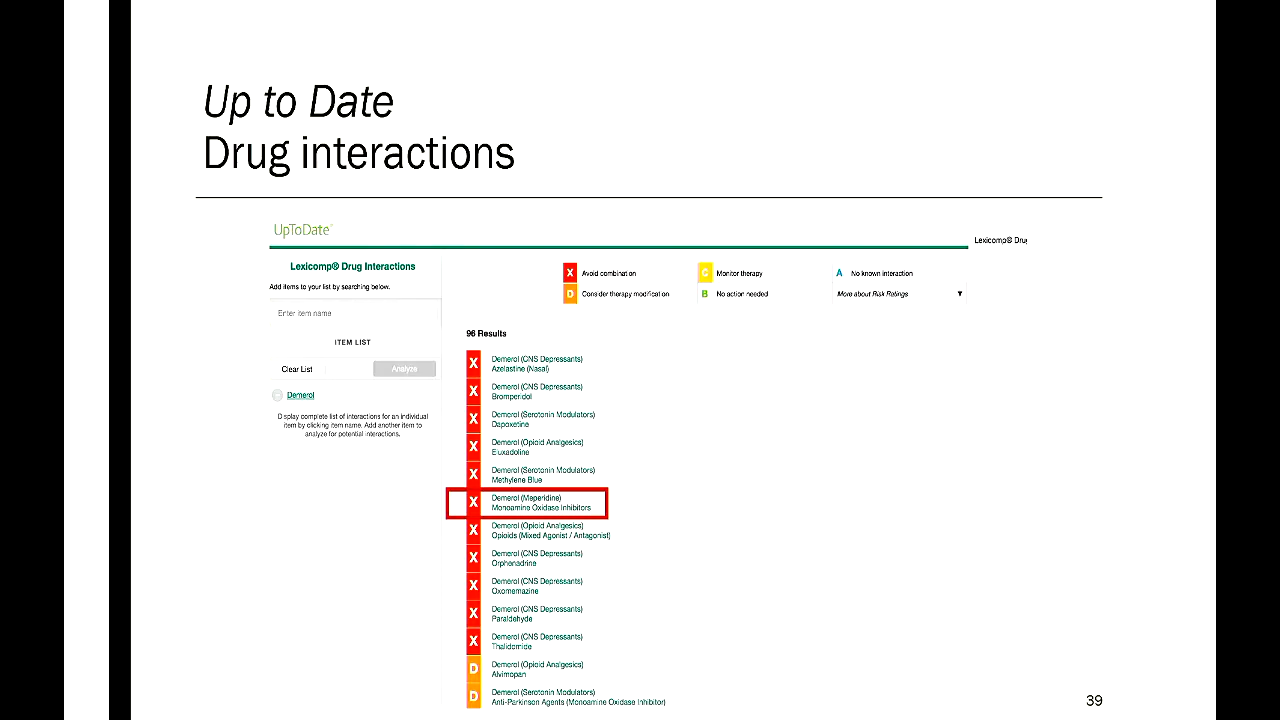 Up to Date
Drug interactions
UpToDate™
Lexicomp® Drug
Lexicomp® Drug Interactions
Add items to your list by searching below.
Enter item name
ITEM LIST
Clear List
Analyze
Demerol
Display complete list of interactions for an individual
item by clicking item name. Add another item to
analyze for potential interactions.
X Avoid combination
C Monitor therapy
A No known interaction
D Consider therapy modification
B No action needed
More about Risk Ratings ▼
96 Results
X Demerol (CNS Depressants)
Azelastine (Nasal)
X Demerol (CNS Depressants)
Bromperidol
X Demerol (Serotonin Modulators)
Dapoxetine
X Demerol (Opioid Analgesics)
Eluxadoline
X Demerol (Serotonin Modulators)
Methylene Blue
X Demerol (Meperidine)
Monoamine Oxidase Inhibitors
X Demerol (Opioid Analgesics)
Opioids (Mixed Agonist / Antagonist)
X Demerol (CNS Depressants)
Orphenadrine
X Demerol (CNS Depressants)
Oxomemazine
X Demerol (CNS Depressants)
Paraldehyde
X Demerol (CNS Depressants)
Thalidomide
D Demerol (Opioid Analgesics)
Alvimopan
D Demerol (Serotonin Modulators)
Anti-Parkinson Agents (Monoamine Oxidase Inhibitor)
39